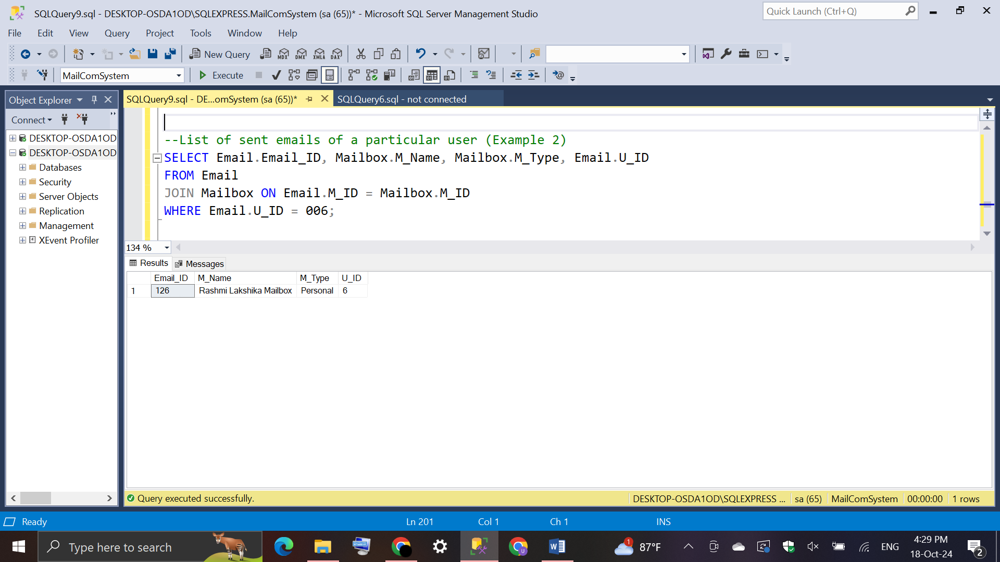 SQLQuery9.sql - DESKTOP-OSDA1OD\SQLEXPRESS.MailComSystem (sa (65))* - Microsoft SQL Server Management Studio
Quick Launch (Ctrl+Q)
File Edit View Query Project Tools Window Help
New Query MDX DMX XMLA DAX
MailComSystem Execute
Object Explorer
SQLQuery9.sql - DE...omSystem (sa (65))*
SQLQuery6.sql - not connected
Connect
DESKTOP-OSDA1OD
DESKTOP-OSDA1OD
Databases
Security
Server Objects
Replication
Management
XEvent Profiler
--List of sent emails of a particular user (Example 2)
SELECT Email.Email_ID, Mailbox.M_Name, Mailbox.M_Type, Email.U_ID
FROM Email
JOIN Mailbox ON Email.M_ID = Mailbox.M_ID
WHERE Email.U_ID = 006;
134 %
Results Messages
Email_ID M_Name M_Type U_ID
1 126 Rashmi Lakshika Mailbox Personal 6
Query executed successfully.
DESKTOP-OSDA1OD\SQLEXPRESS ... sa (65) MailComSystem 00:00:00 1 rows
Ready Ln 201 Col 1 Ch 1 INS
Type here to search
1 87°F
ENG
4:29 PM
18-Oct-24
2